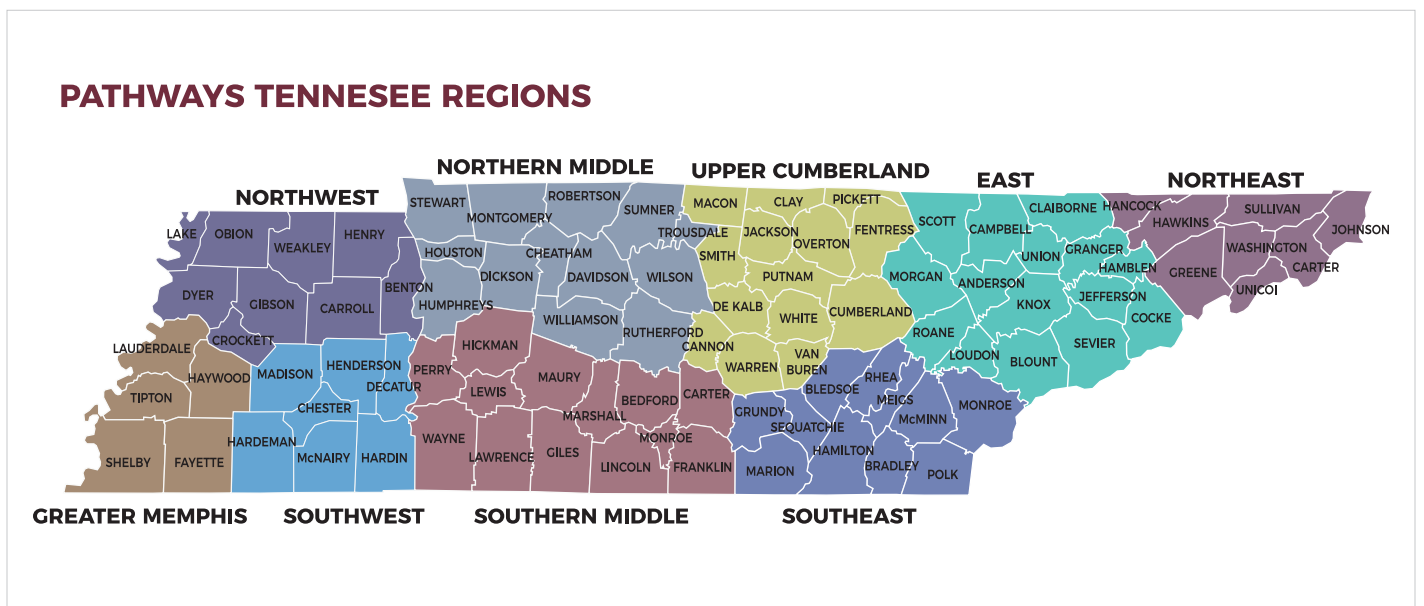 PATHWAYS TENNESEE REGIONS
NORTHERN MIDDLE
UPPER CUMBERLAND
EAST
NORTHEAST
NORTHWEST
LAKE
OBION
WEAKLEY
HENRY
DYER
GIBSON
CARROLL
BENTON
CROCKETT
STEWART
MONTGOMERY
ROBERTSON
SUMNER
TROUSDALE
HOUSTON
CHEATHAM
DICKSON
DAVIDSON
WILSON
HUMPHREYS
WILLIAMSON
RUTHERFORD
MACON
CLAY
PICKETT
JACKSON
OVERTON
FENTRESS
SMITH
PUTNAM
DE KALB
WHITE
CUMBERLAND
CANNON
WARREN
VAN
BUREN
SCOTT
CAMPBELL
CLAIBORNE
UNION
GRANGER
HAMBLEN
MORGAN
ANDERSON
KNOX
JEFFERSON
COCKE
ROANE
LOUDON
BLOUNT
SEVIER
HANCOCK
HAWKINS
SULLIVAN
JOHNSON
WASHINGTON
GREENE
CARTER
UNICOI
LAUDERDALE
HAYWOOD
TIPTON
SHELBY
FAYETTE
MADISON
HENDERSON
DECATUR
CHESTER
HARDEMAN
McNAIRY
HARDIN
PERRY
HICKMAN
LEWIS
MAURY
MARSHALL
BEDFORD
CARTER
WAYNE
LAWRENCE
GILES
MONROE
LINCOLN
FRANKLIN
BLEDSOE
RHEA
MEIGS
McMINN
MONROE
GRUNDY
SEQUATCHIE
HAMILTON
MARION
BRADLEY
POLK
GREATER MEMPHIS
SOUTHWEST
SOUTHERN MIDDLE
SOUTHEAST